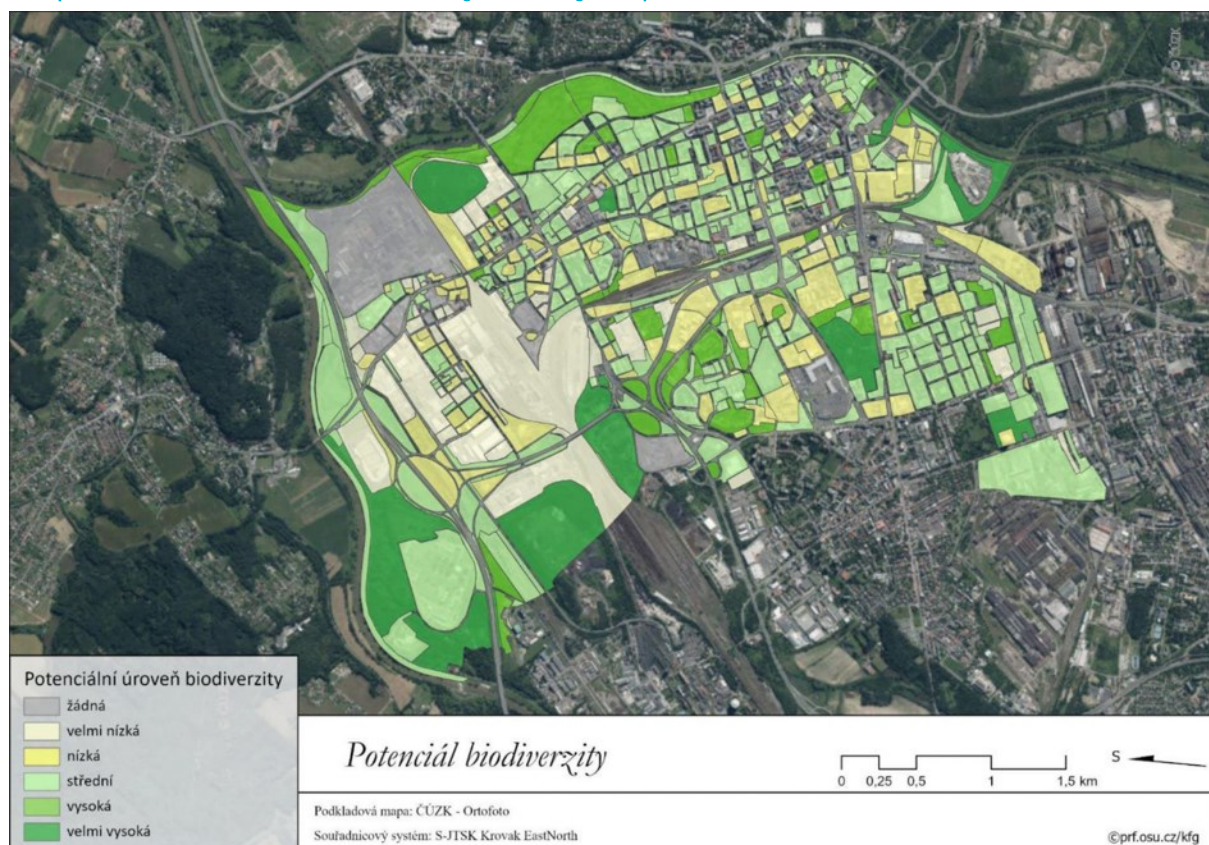 © ČÚZK
Potenciální úroveň biodiverzity
žádná
velmi nízká
nízká
střední
vysoká
velmi vysoká
Potenciál biodiverzity
0 0,25 0,5 1 1,5 km
S
Podkladová mapa: ČÚZK - Ortofoto
Souřadnicový systém: S-JTSK Krovak EastNorth
©prf.osu.cz/kfg